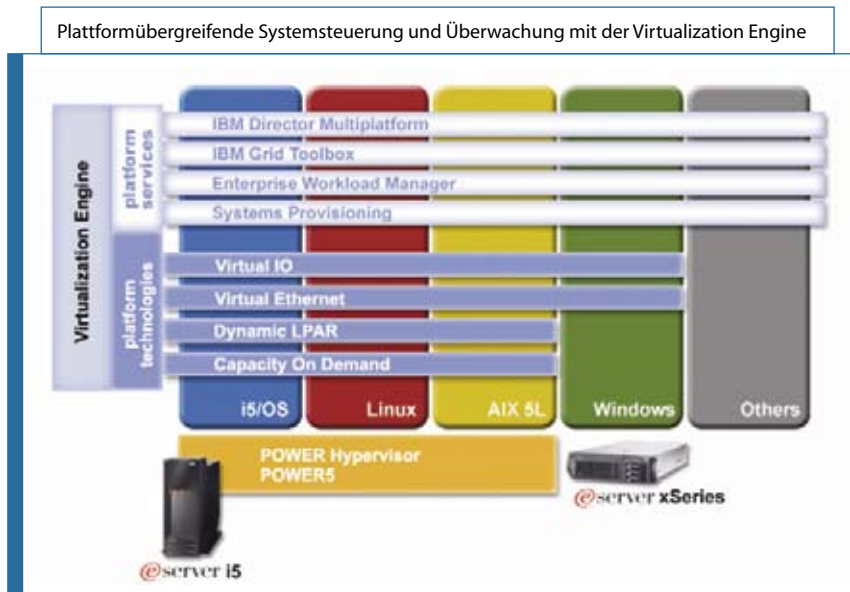 Plattformübergreifende Systemsteuerung und Überwachung mit der Virtualization Engine
Virtualization Engine
platform
services
IBM Director Multiplatform
IBM Grid Toolbox
Enterprise Workload Manager
Systems Provisioning
platform
technologies
Virtual IO
Virtual Ethernet
Dynamic LPAR
Capacity On Demand
i5/OS
Linux
AIX 5L
Windows
Others
POWER Hypervisor
POWER5
eserver xSeries
eserver i5